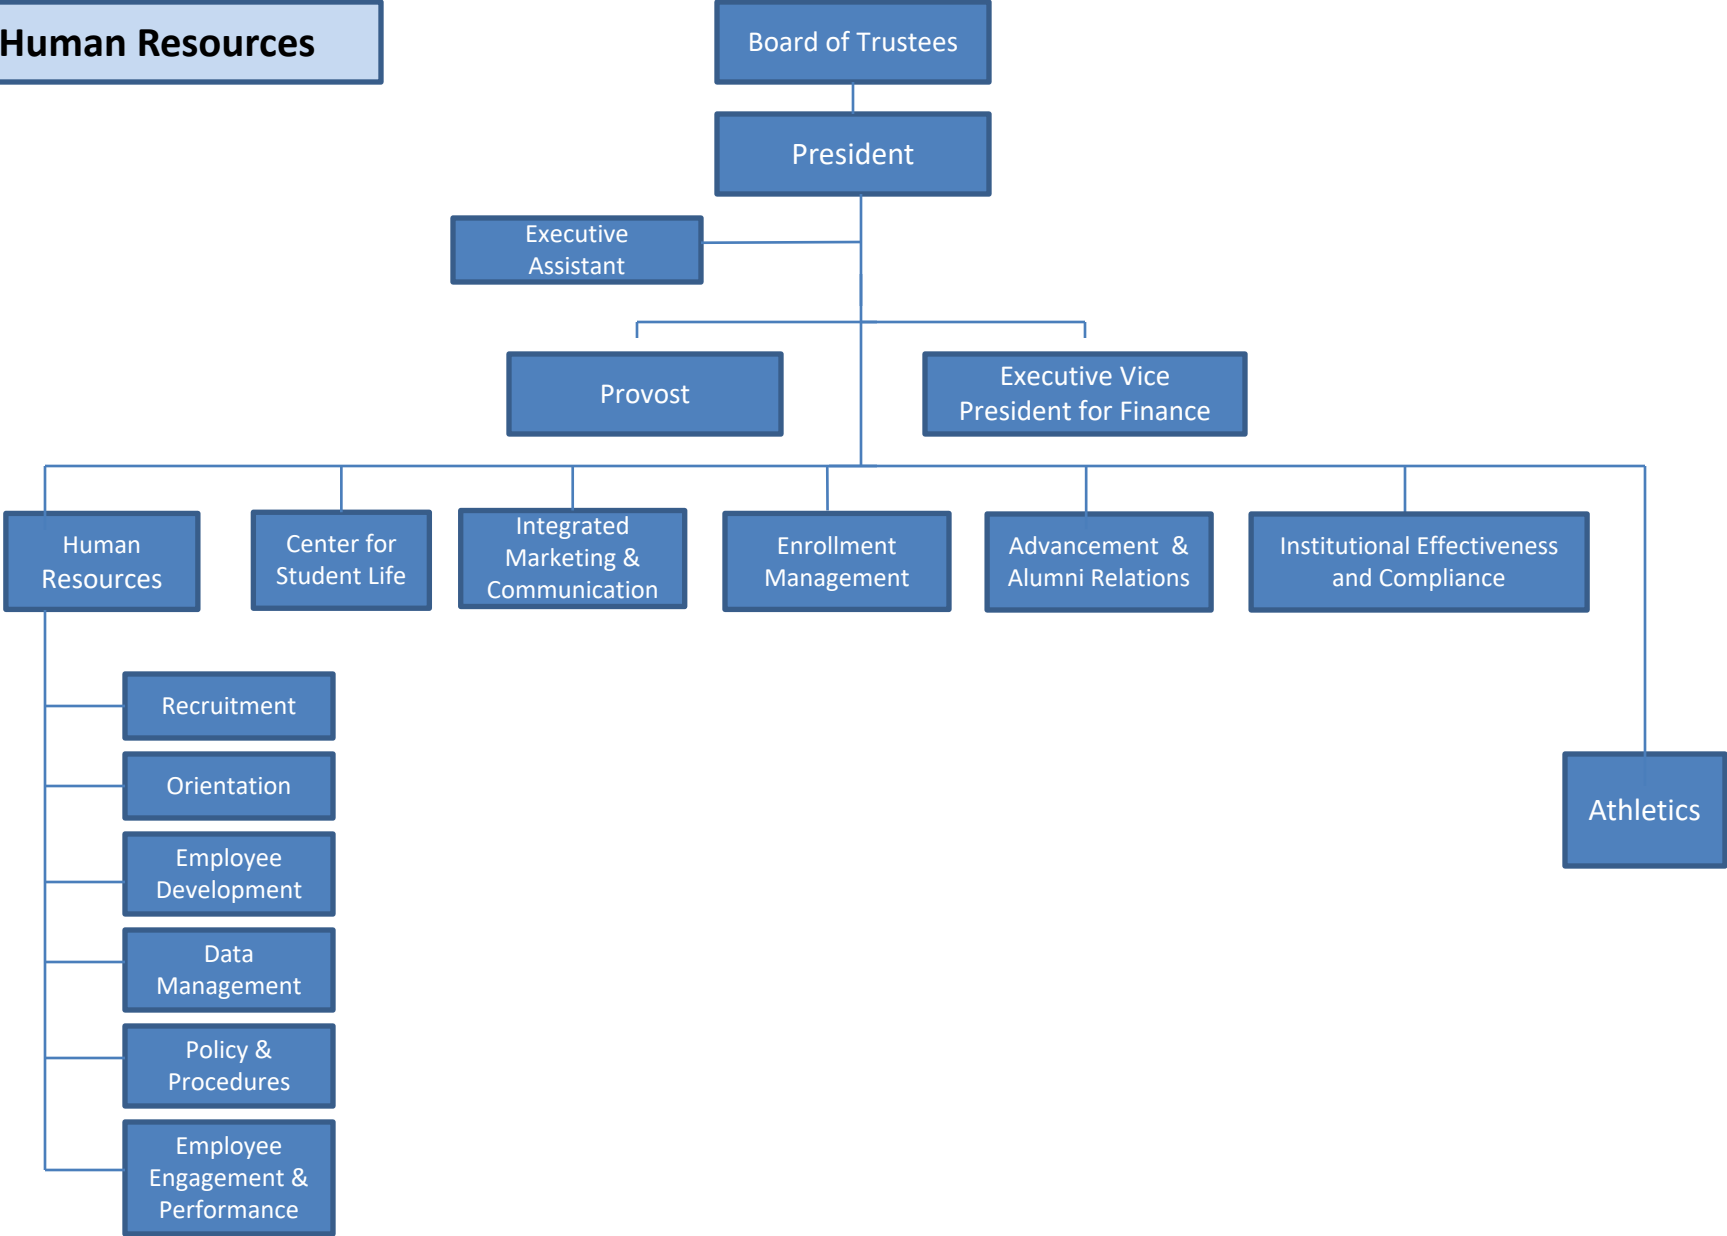 Human Resources
Board of Trustees
President
Executive
Assistant
Provost
Executive Vice
President for Finance
Human
Resources
Center for
Student Life
Integrated
Marketing &
Communication
Enrollment
Management
Advancement &
Alumni Relations
Institutional Effectiveness
and Compliance
Recruitment
Orientation
Employee
Development
Data
Management
Policy &
Procedures
Employee
Engagement &
Performance
Athletics